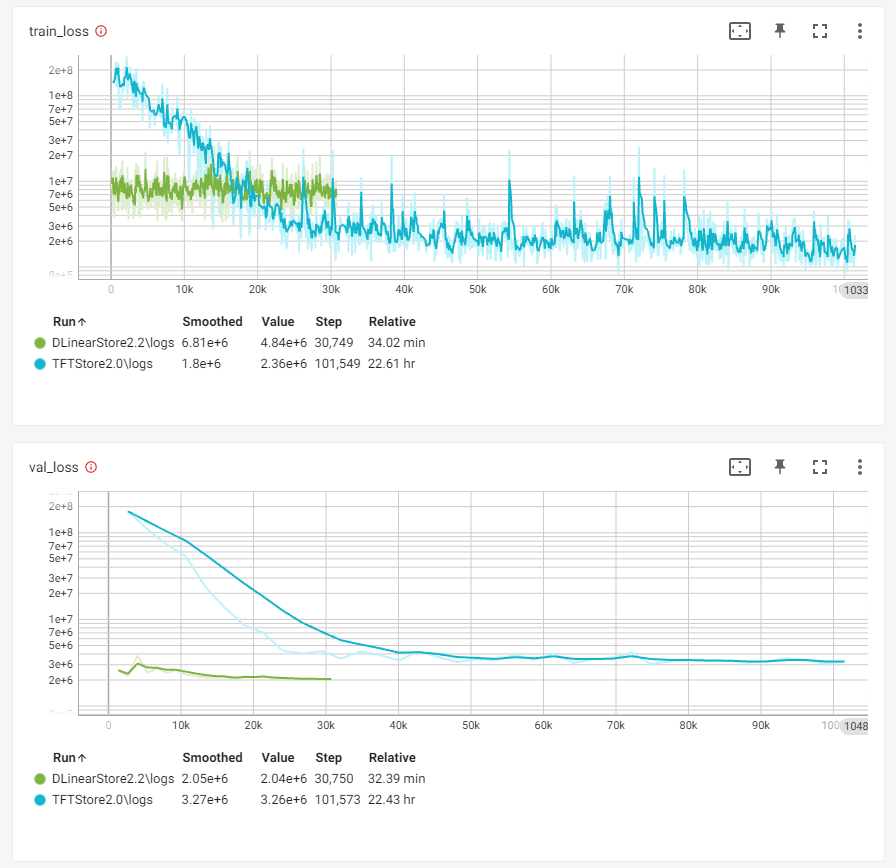 train_loss
2e+8
1e+8
7e+7
5e+7
3e+7
2e+7
1e+7
7e+6
5e+6
3e+6
2e+6
0 10k 20k 30k 40k 50k 60k 70k 80k 90k 1033
Run↑ Smoothed Value Step Relative
DLinearStore2.2\logs 6.81e+6 4.84e+6 30,749 34.02 min
TFTStore2.0\logs 1.8e+6 2.36e+6 101,549 22.61 hr
val_loss
2e+8
1e+8
7e+7
5e+7
3e+7
2e+7
1e+7
7e+6
5e+6
3e+6
2e+6
0 10k 20k 30k 40k 50k 60k 70k 80k 90k 100 1048
Run↑ Smoothed Value Step Relative
DLinearStore2.2\logs 2.05e+6 2.04e+6 30,750 32.39 min
TFTStore2.0\logs 3.27e+6 3.26e+6 101,573 22.43 hr